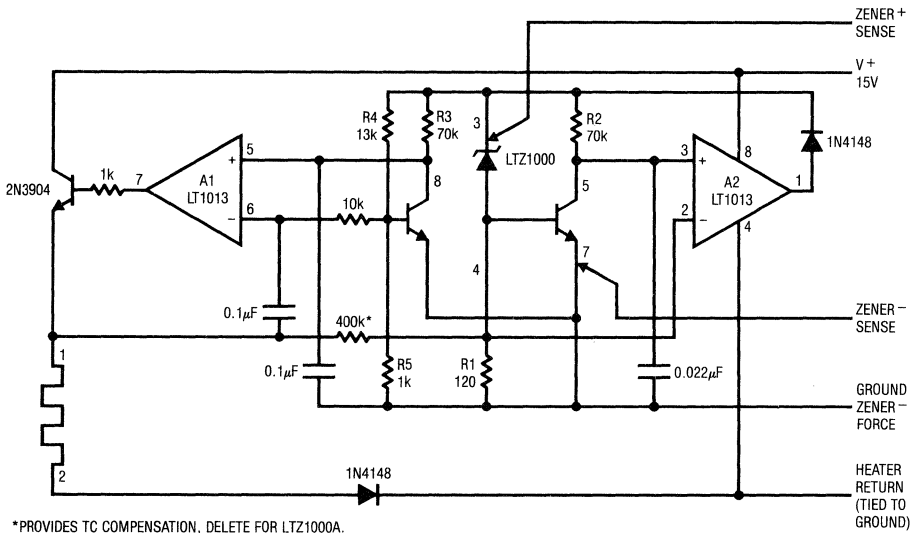 ZENER +
SENSE
V +
15V
R4
13k
R3
70k
3
R2
70k
1N4148
LTZ1000
2N3904
1k
7
A1
LT1013
+
5
–
6
8
5
3
+
A2
LT1013
8
1
2
–
4
10k
7
4
0.1µF
400k*
ZENER –
SENSE
1
0.1µF
R5
1k
R1
120
0.022µF
GROUND
ZENER –
FORCE
2
1N4148
HEATER
RETURN
(TIED TO
GROUND)
*PROVIDES TC COMPENSATION, DELETE FOR LTZ1000A.